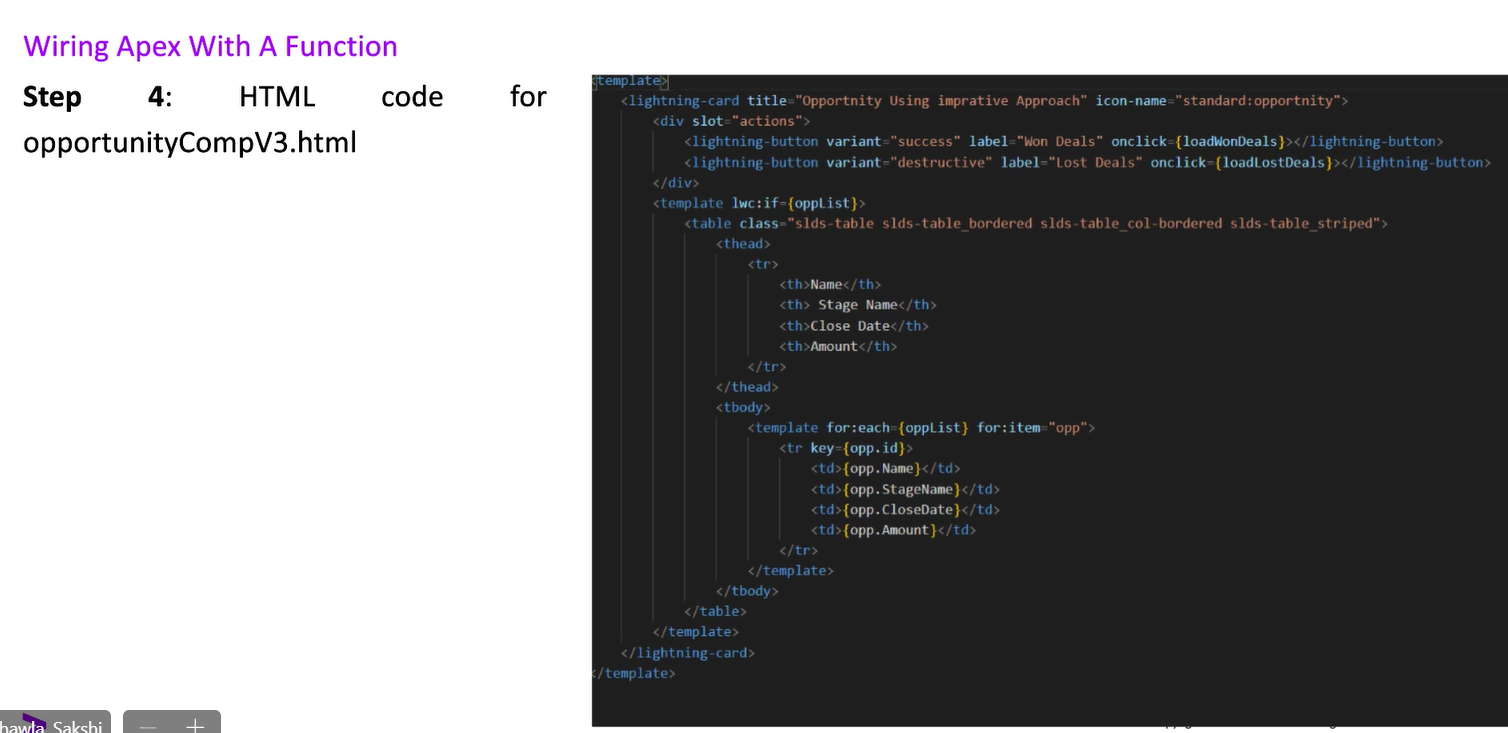 Wiring Apex With A Function
Step 4: HTML code for
opportunityCompV3.html
<template>
<lightning-card title="Opportnity Using imprative Approach" icon-name="standard:opportnity">
<div slot="actions">
<lightning-button variant="success" label="Won Deals" onclick={loadWonDeals}></lightning-button>
<lightning-button variant="destructive" label="Lost Deals" onclick={loadLostDeals}></lightning-button>
</div>
<template lwc:if={oppList}>
<table class="slds-table slds-table_bordered slds-table_col-bordered slds-table_striped">
<thead>
<tr>
<th>Name</th>
<th> Stage Name</th>
<th>Close Date</th>
<th>Amount</th>
</tr>
</thead>
<tbody>
<template for:each={oppList} for:item="opp">
<tr key={opp.id}>
<td>{opp.Name}</td>
<td>{opp.StageName}</td>
<td>{opp.CloseDate}</td>
<td>{opp.Amount}</td>
</tr>
</template>
</tbody>
</table>
</template>
</lightning-card>
</template>
hawla, Sakshi